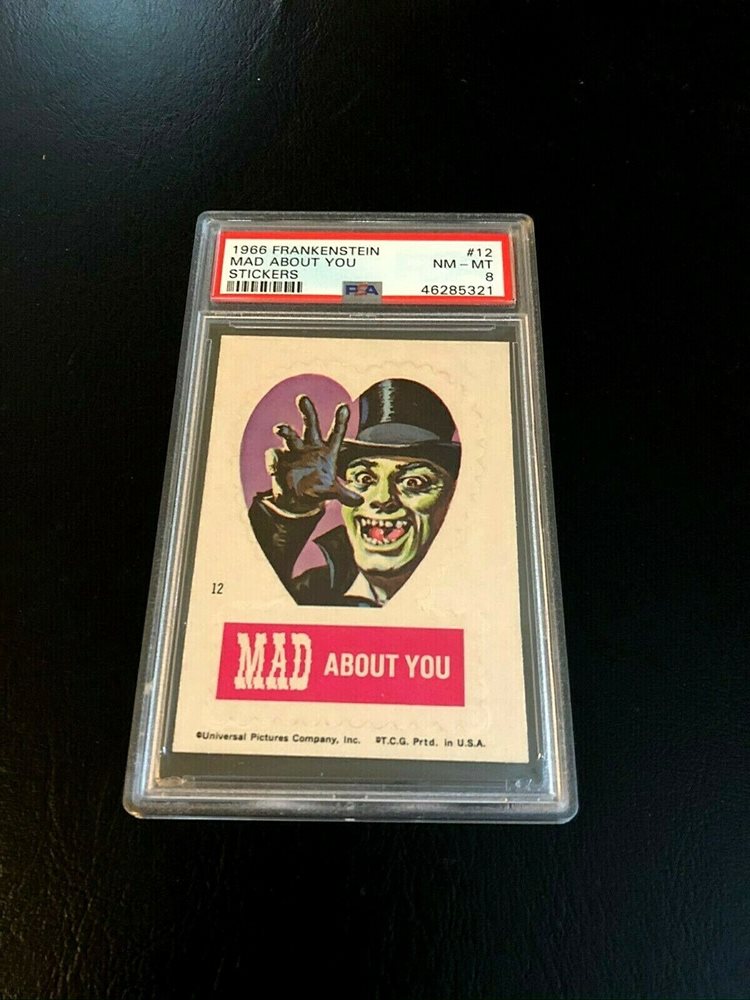 1966 FRANKENSTEIN #12
MAD ABOUT YOU NM - MT
STICKERS 8
PSA 46285321
12
MAD ABOUT YOU
©Universal Pictures Company, Inc. ©T.C.G. Prtd. in U.S.A.